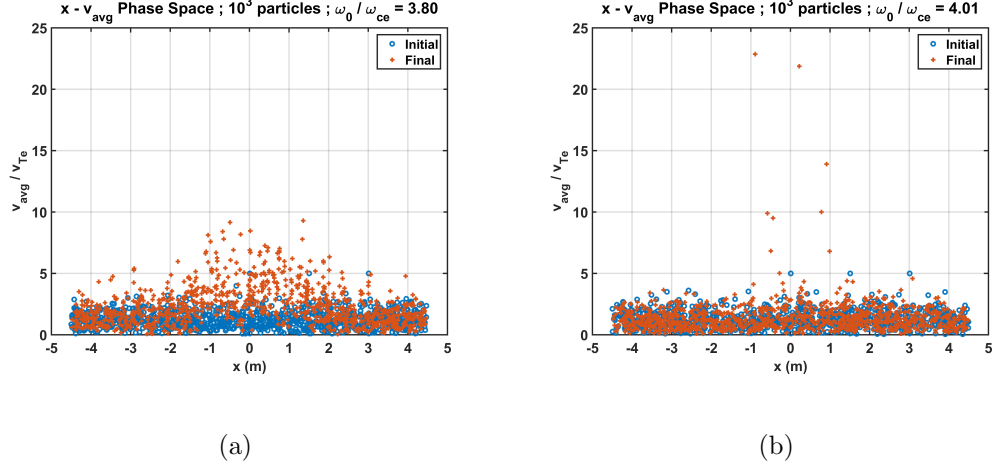 x - v_avg Phase Space ; 10^3 particles ; ω_0 / ω_ce = 3.80
25
20
15
10
5
0
v_avg / v_Te
Initial
Final
-5 -4 -3 -2 -1 0 1 2 3 4 5
x (m)
(a)
x - v_avg Phase Space ; 10^3 particles ; ω_0 / ω_ce = 4.01
25
20
15
10
5
0
v_avg / v_Te
Initial
Final
-5 -4 -3 -2 -1 0 1 2 3 4 5
x (m)
(b)